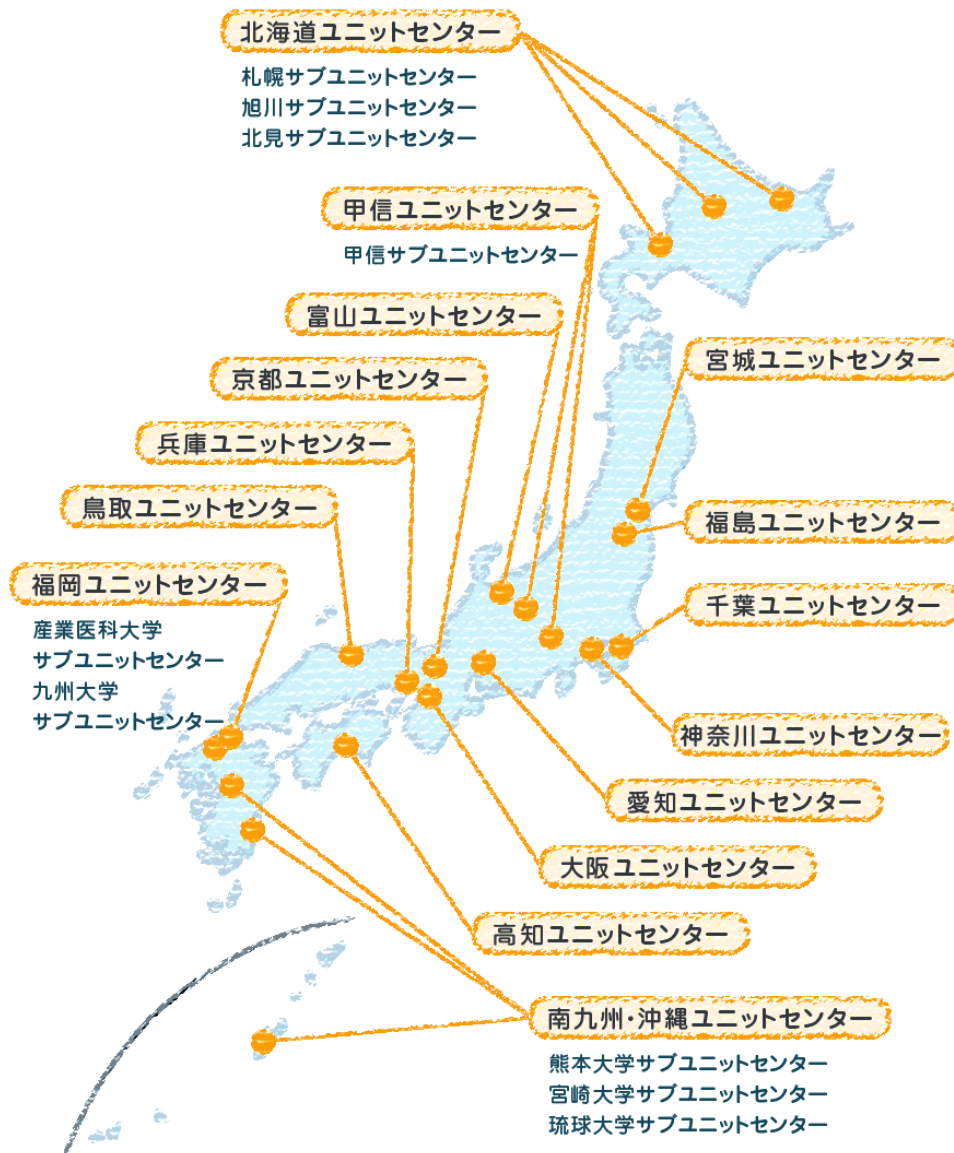 北海道ユニットセンター
札幌サブユニットセンター
旭川サブユニットセンター
北見サブユニットセンター
甲信ユニットセンター
甲信サブユニットセンター
富山ユニットセンター
宮城ユニットセンター
京都ユニットセンター
兵庫ユニットセンター
鳥取ユニットセンター
福島ユニットセンター
福岡ユニットセンター
産業医科大学
サブユニットセンター
九州大学
サブユニットセンター
千葉ユニットセンター
神奈川ユニットセンター
愛知ユニットセンター
大阪ユニットセンター
高知ユニットセンター
南九州・沖縄ユニットセンター
熊本大学サブユニットセンター
宮崎大学サブユニットセンター
琉球大学サブユニットセンター